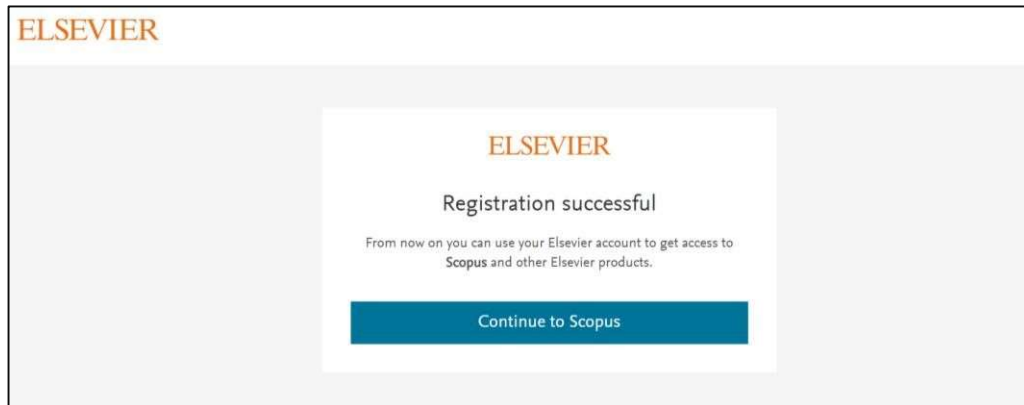 ELSEVIER
ELSEVIER
Registration successful
From now on you can use your Elsevier account to get access to
Scopus and other Elsevier products.
Continue to Scopus